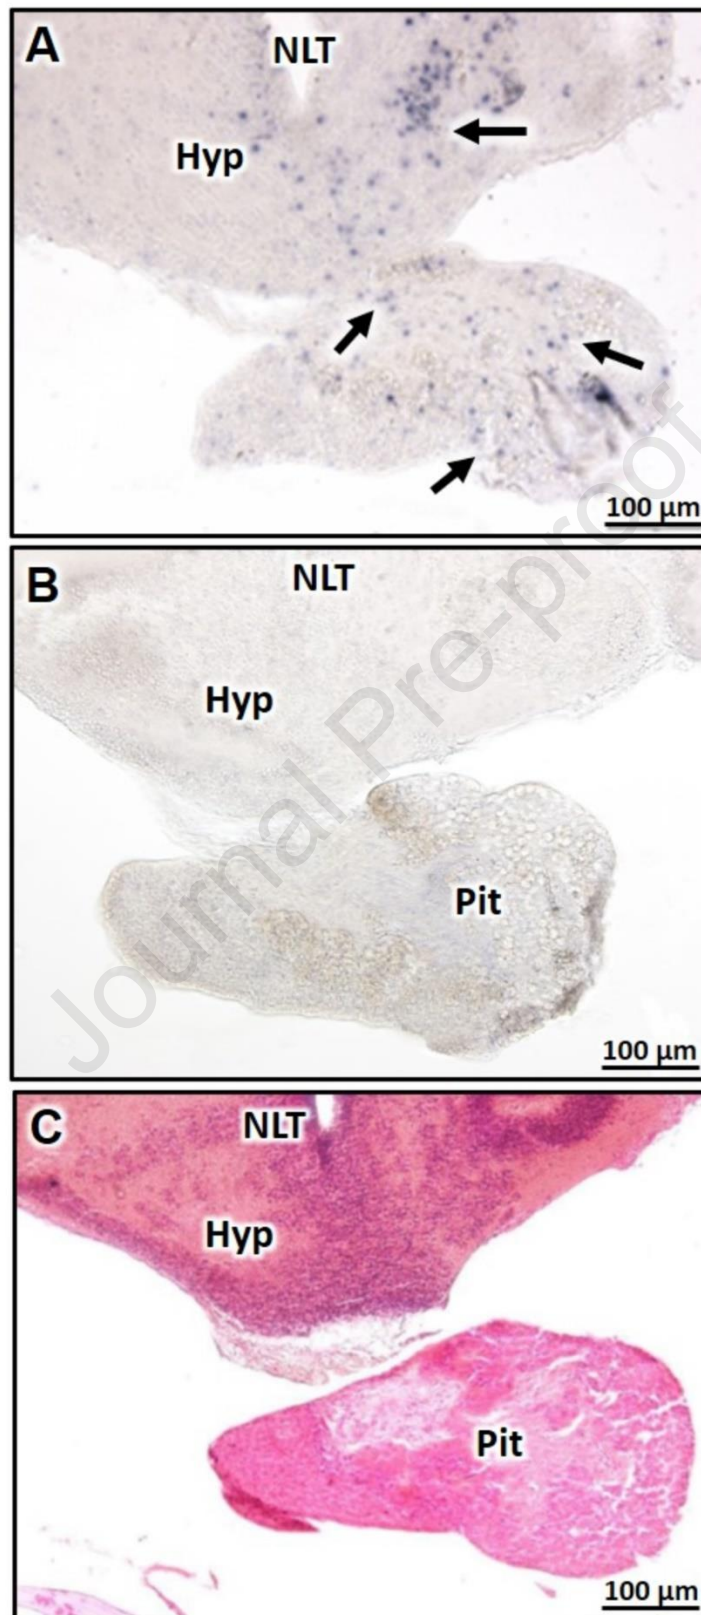 A
NLT
Hyp
100 µm
B
NLT
Hyp
Pit
100 µm
C
NLT
Hyp
Pit
100 µm
Journal Pre-proof